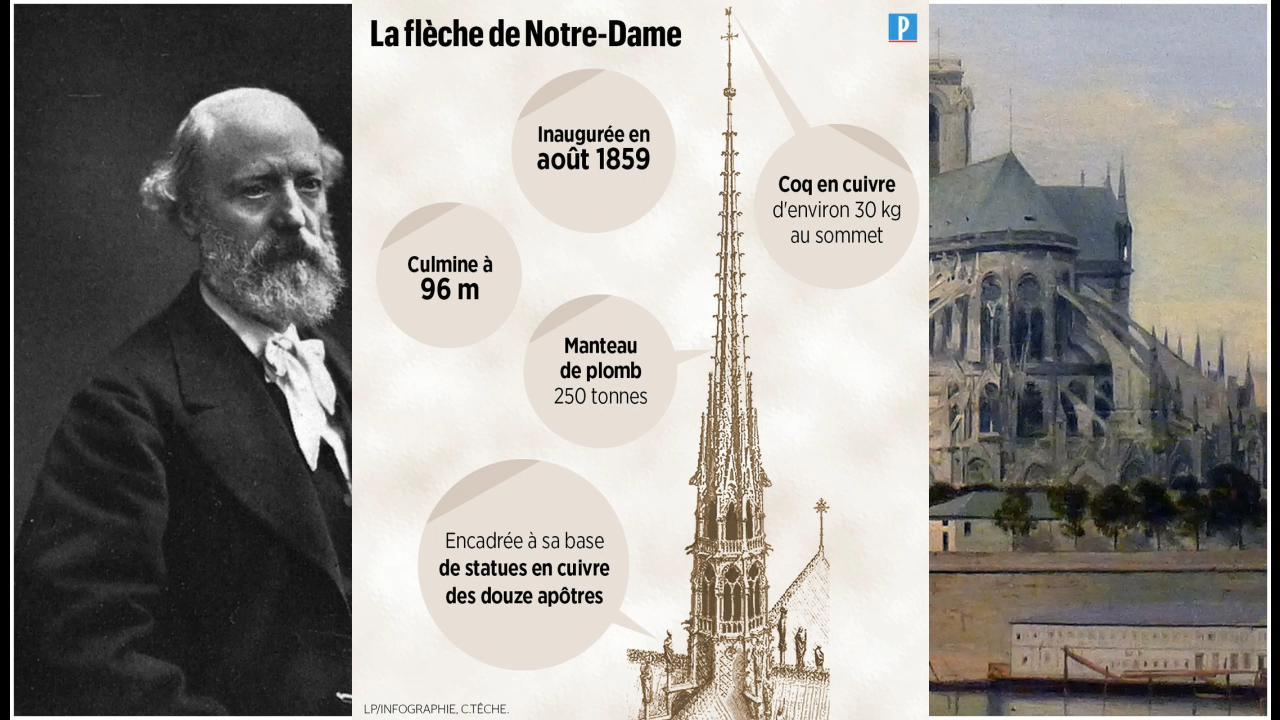 La flèche de Notre-Dame
P
Inaugurée en
août 1859
Coq en cuivre
d'environ 30 kg
au sommet
Culmine à
96 m
Manteau
de plomb
250 tonnes
Encadrée à sa base
de statues en cuivre
des douze apôtres
LP/INFOGRAPHIE, C.TÊCHE.